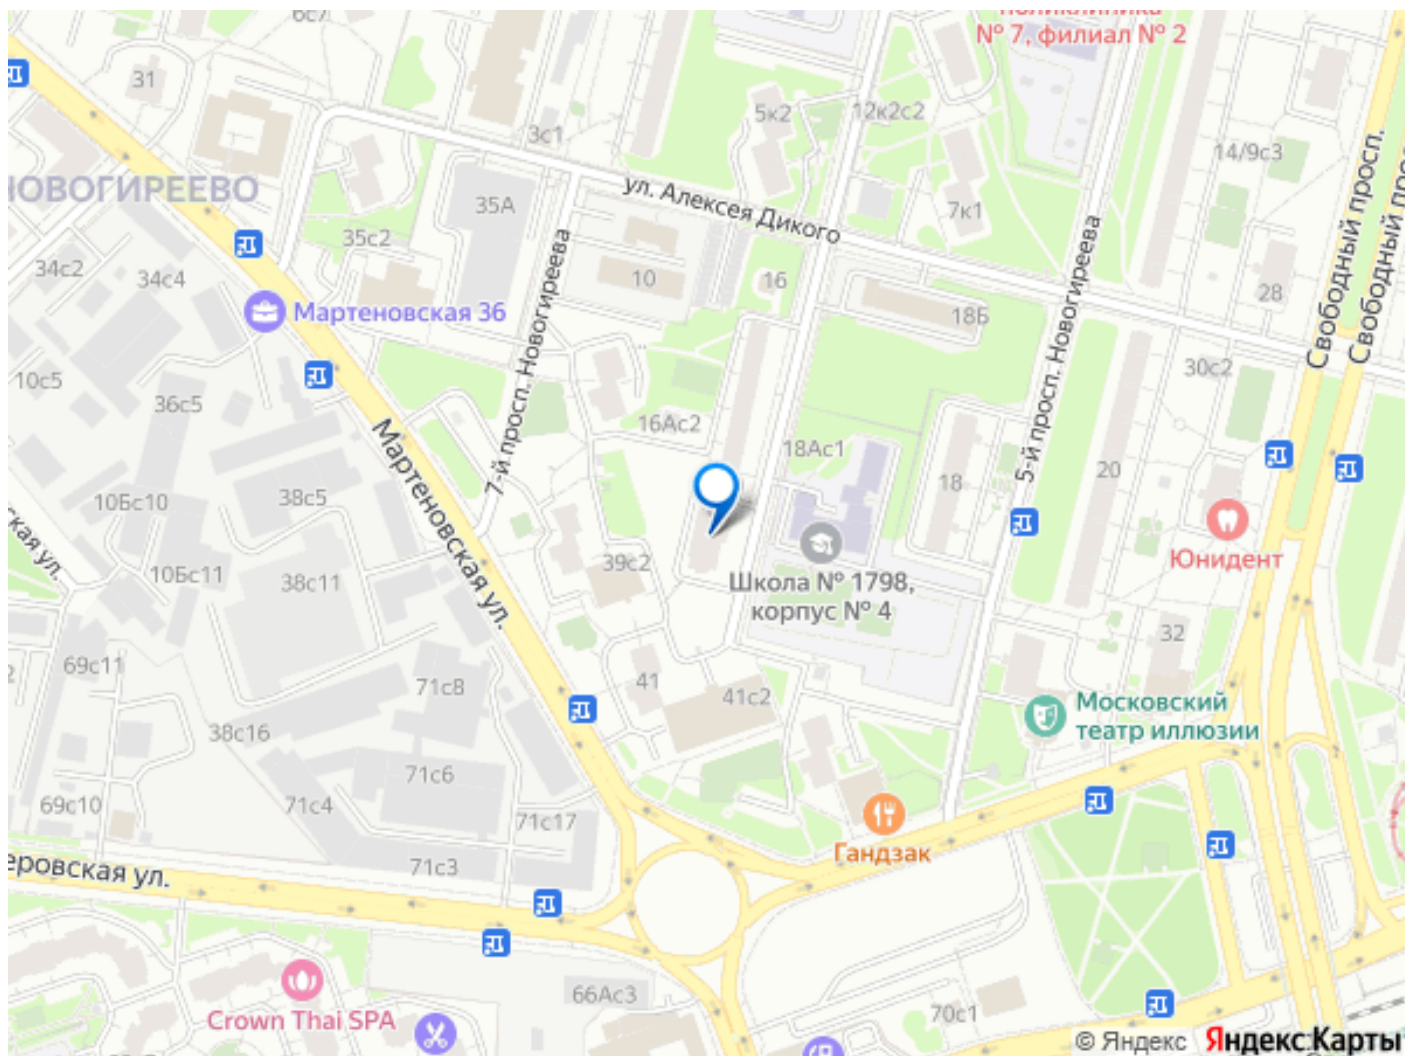 6с7
поликлиника
№ 7, филиал № 2
31
5к2
12к2с2
3с1
14/9с3
НОВОГИРЕЕВО
35А
ул. Алексея Дикого
7к1
Свободный просп.
35с2
34с2
34с4
10
16
28
7-й просп. Новогиреева
5-й просп. Новогиреева
Мартеновская 36
18Б
10с5
36с5
30с2
16Ас2
18Ас1
Мартеновская ул.
10Бс10
38с5
18
20
ская ул.
Юнидент
10Бс11
38с11
39с2
Школа № 1798,
корпус № 4
32
69с11
71с8
41
41с2
Московский
театр иллюзии
38с16
71с6
69с10
71с4
71с17
Гандзак
71с3
еровская ул.
66Ас3
70с1
Crown Thai SPA
© Яндекс Яндекс Карты